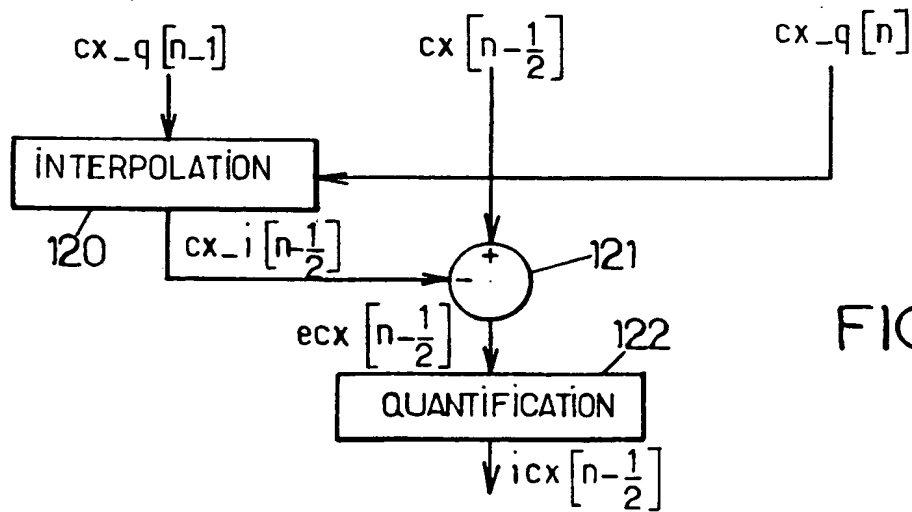 cx_q [n_1]
cx [n-1/2]
cx_q [n]
iNTERPOLATiON
120
cx_i [n-1/2]
+
-
121
ecx [n-1/2]
122
FIG
QUANTiFiCATiON
icx [n-1/2]